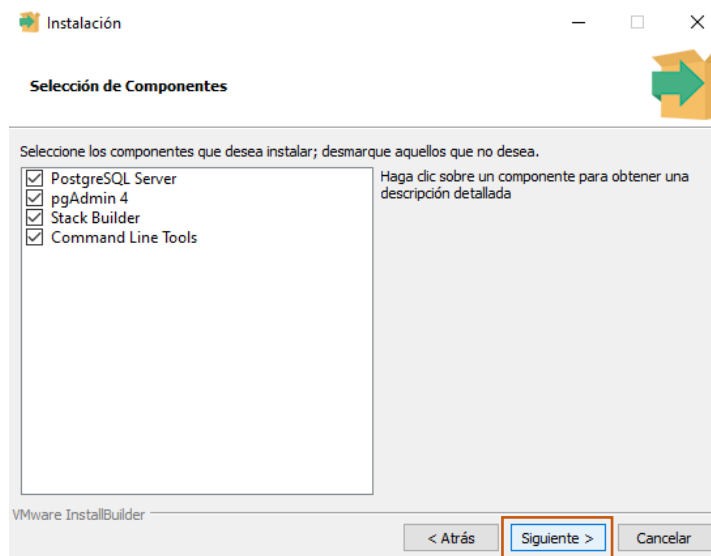 Instalación
Selección de Componentes
Seleccione los componentes que desea instalar; desmarque aquellos que no desea.
PostgreSQL Server
pgAdmin 4
Stack Builder
Command Line Tools
Haga clic sobre un componente para obtener una
descripción detallada
VMware InstallBuilder
< Atrás
Siguiente >
Cancelar